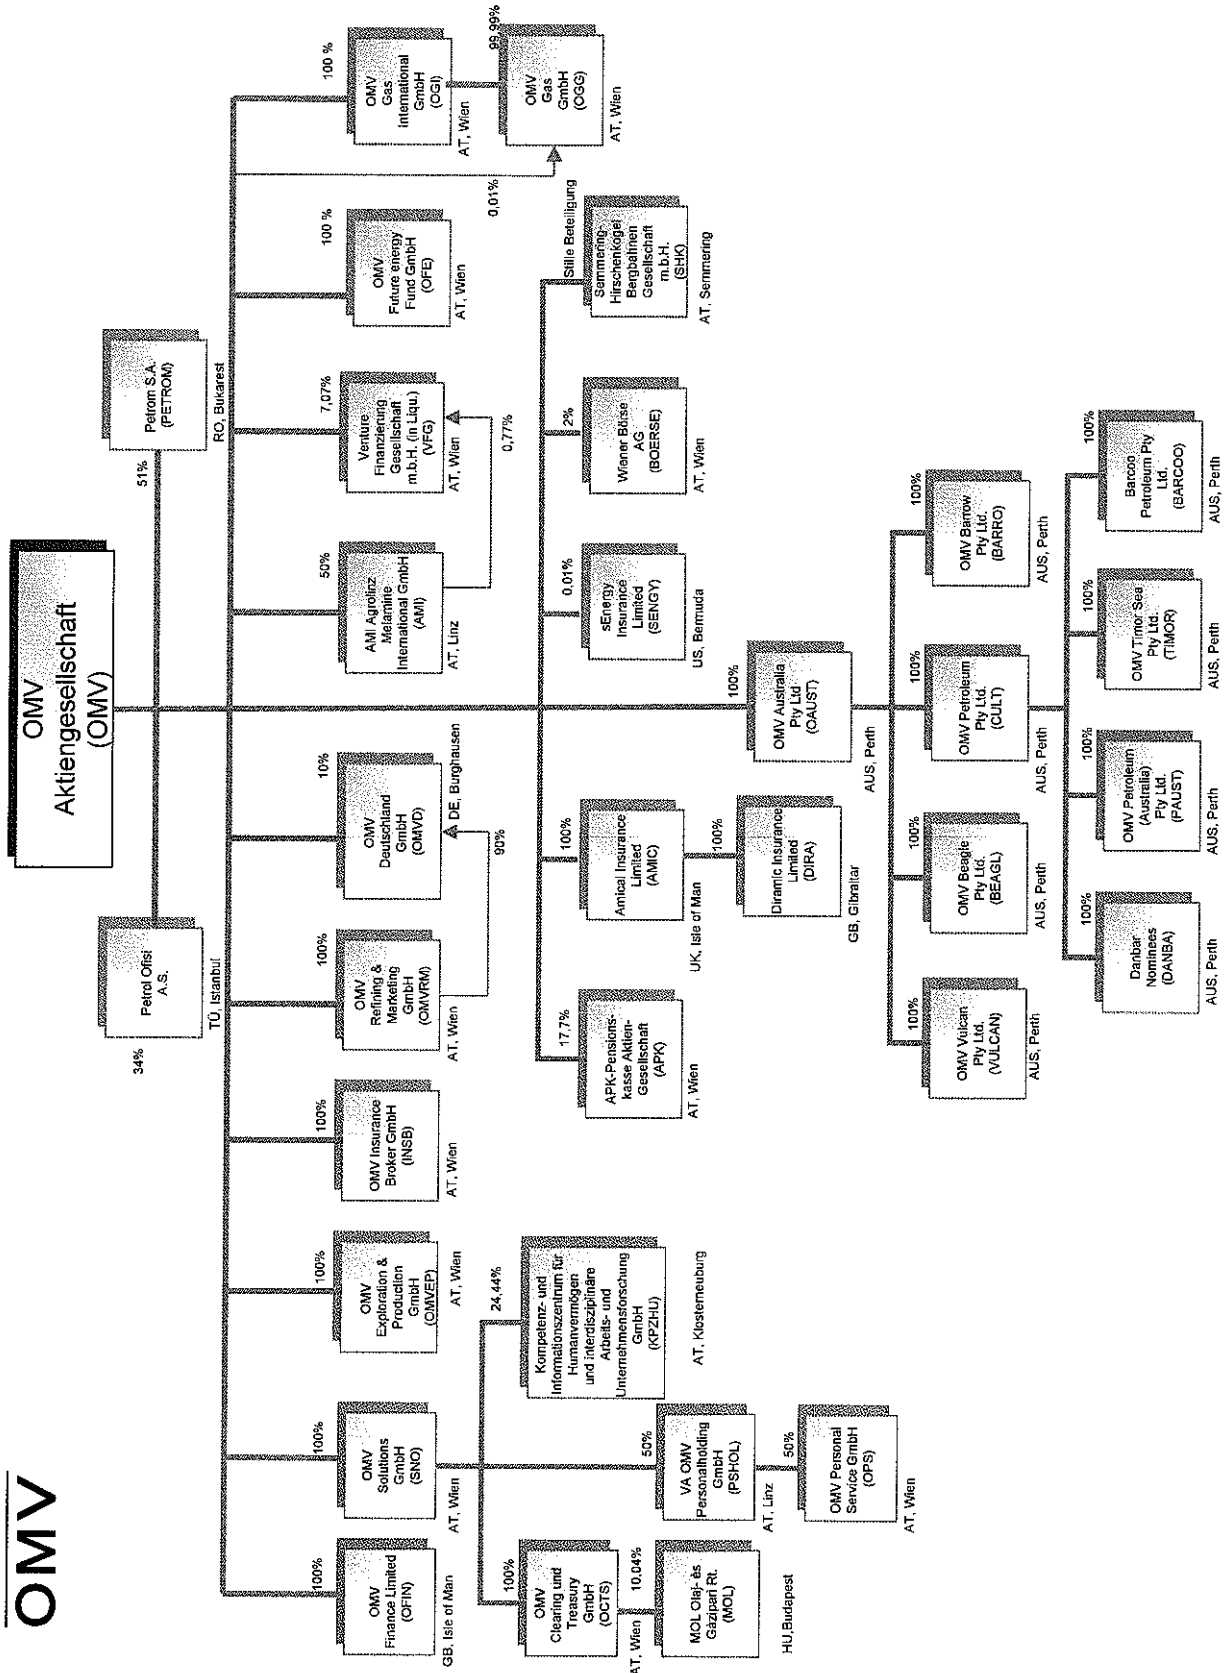 OMV
OMV
Aktiengesellschaft
(OMV)
34%
Petrol Ofisi
A.S.
TÜ, Istanbul
51%
Petrom S.A.
(PETROM)
RO, Bukarest
100%
OMV
Finance Limited
(OFIN)
GB, Isle of Man
100%
OMV
Solutions
GmbH
(SNO)
AT, Wien
100%
OMV
Exploration &
Production
GmbH
(OMVEP)
AT, Wien
100%
OMV Insurance
Broker GmbH
(INSB)
AT, Wien
100%
OMV
Refining &
Marketing
GmbH
(OMVRM)
AT, Wien
10%
OMV
Deutschland
GmbH
(OMVD)
DE, Burghausen
90%
50%
AMI Agrolinz
Melamine
International GmbH
(AMI)
AT, Linz
7,07%
Venture
Finanzierung
Gesellschaft
m.b.H. (in Liqu.)
(VFG)
AT, Wien
0,77%
100 %
OMV
Future energy
Fund GmbH
(OFE)
AT, Wien
100 %
OMV
Gas
International
GmbH
(OGI)
AT, Wien
0,01%
99,99%
OMV
Gas
GmbH
(OGG)
AT, Wien
100%
OMV
Clearing und
Treasury
GmbH
(OCTS)
AT, Wien
10,04%
MOL Olaj- és
Gázipari Rt.
(MOL)
HU,Budapest
24,44%
Kompetenz- und
Informationszentrum für
Humanvermögen
und interdisziplinäre
Arbeits- und
Unternehmensforschung
GmbH
(KPZHU)
AT, Klosterneuburg
50%
VA OMV
Personalholding
GmbH
(PSHOL)
AT, Linz
50%
OMV Personal
Service GmbH
(OPS)
AT, Wien
17,7%
APK-Pensions-
kasse Aktien-
Gesellschaft
(APK)
AT, Wien
100%
Amical Insurance
Limited
(AMIC)
UK, Isle of Man
100%
Diramic Insurance
Limited
(DIRA)
GB, Gibraltar
0,01%
sEnergy
Insurance
Limited
(SENGY)
US, Bermuda
2%
Wiener Börse
AG
(BOERSE)
AT, Wien
Stille Beteiligung
Semmering-
Hirschenkogel
Bergbahnen
Gesellschaft
m.b.H.
(SHK)
AT, Semmering
100%
OMV Australia
Pty Ltd
(OAUST)
AUS, Perth
100%
OMV Vulcan
Pty Ltd.
(VULCAN)
AUS, Perth
100%
OMV Beagle
Pty Ltd.
(BEAGL)
AUS, Perth
100%
OMV Petroleum
Pty Ltd.
(CULT)
AUS, Perth
100%
OMV Barrow
Pty Ltd.
(BARRO)
AUS, Perth
100%
Danbar
Nominees
(DANBA)
AUS, Perth
100%
OMV Petroleum
(Australia)
Pty Ltd.
(PAUST)
AUS, Perth
100%
OMV Timor Sea
Pty Ltd.
(TIMOR)
AUS, Perth
100%
Barcoo
Petroleum Pty
Ltd.
(BARCOO)
AUS, Perth